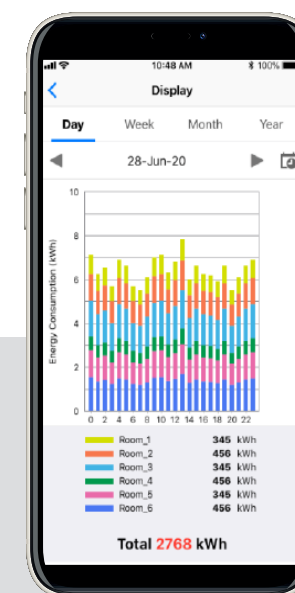 10:48 AM 100%
Display
Day Week Month Year
28-Jun-20
10
8
6
4
2
0
Energy Consumption (kWh)
0 2 4 6 8 10 12 14 16 18 20 22
Room_1 345 kWh
Room_2 456 kWh
Room_3 345 kWh
Room_4 456 kWh
Room_5 345 kWh
Room_6 456 kWh
Total 2768 kWh